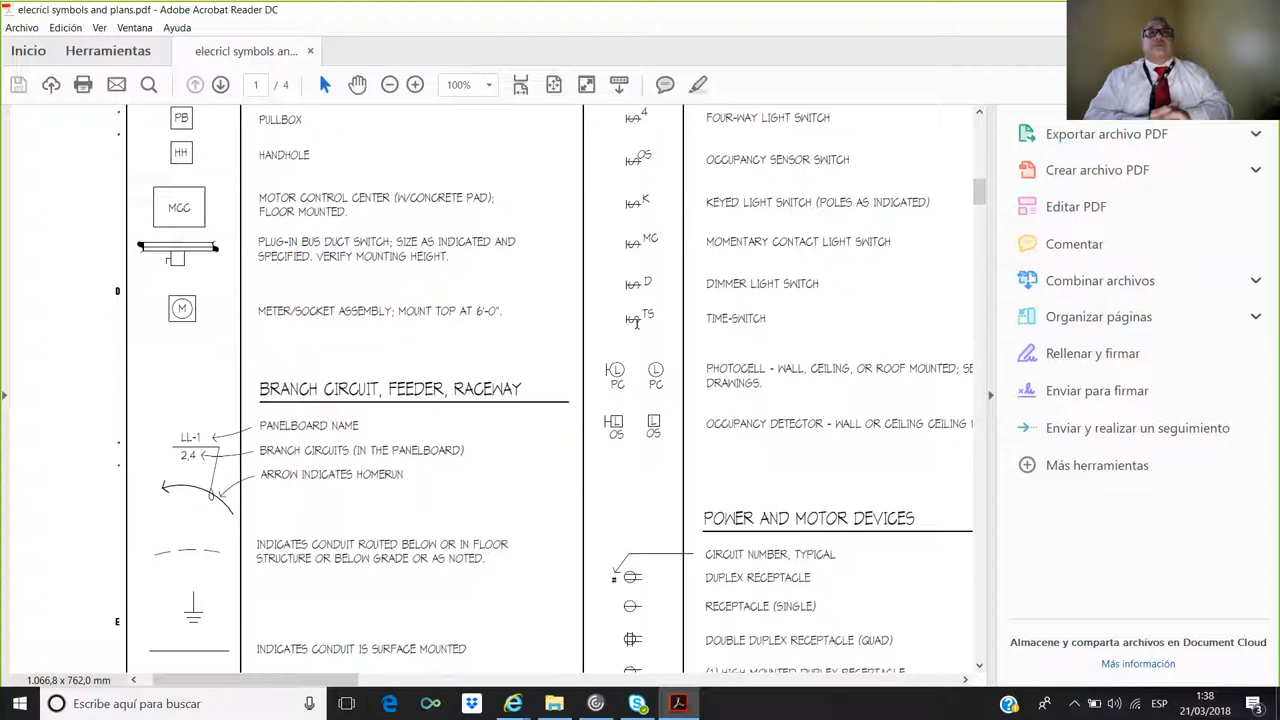 elecricl symbols and plans.pdf - Adobe Acrobat Reader DC
Archivo Edición Ver Ventana Ayuda
Inicio Herramientas elecricl symbols an... ×
1 / 4 100%
PB PULLBOX
HH HANDHOLE
MCC MOTOR CONTROL CENTER (W/CONCRETE PAD);
FLOOR MOUNTED.
PLUG-IN BUS DUCT SWITCH; SIZE AS INDICATED AND
SPECIFIED. VERIFY MOUNTING HEIGHT.
D
M METER/SOCKET ASSEMBLY; MOUNT TOP AT 6'-0".
BRANCH CIRCUIT, FEEDER, RACEWAY
LL-1 PANELBOARD NAME
2,4 BRANCH CIRCUITS (IN THE PANELBOARD)
ARROW INDICATES HOMERUN
INDICATES CONDUIT ROUTED BELOW OR IN FLOOR
STRUCTURE OR BELOW GRADE OR AS NOTED.
E
INDICATES CONDUIT IS SURFACE MOUNTED
4 FOUR-WAY LIGHT SWITCH
OS OCCUPANCY SENSOR SWITCH
K KEYED LIGHT SWITCH (POLES AS INDICATED)
MC MOMENTARY CONTACT LIGHT SWITCH
D DIMMER LIGHT SWITCH
TS TIME-SWITCH
L L PHOTOCELL - WALL, CEILING, OR ROOF MOUNTED; SE
PC PC DRAWINGS.
L L OCCUPANCY DETECTOR - WALL OR CEILING CEILING
OS OS
POWER AND MOTOR DEVICES
CIRCUIT NUMBER, TYPICAL
# DUPLEX RECEPTACLE
RECEPTACLE (SINGLE)
DOUBLE DUPLEX RECEPTACLE (QUAD)
(1) HIGH MOUNTED DUPLEX RECEPTACLE
Exportar archivo PDF
Crear archivo PDF
Editar PDF
Comentar
Combinar archivos
Organizar páginas
Rellenar y firmar
Enviar para firmar
Enviar y realizar un seguimiento
Más herramientas
Almacene y comparta archivos en Document Cloud
Más información
1.066,8 x 762,0 mm
Escribe aquí para buscar
ESP
1:38
21/03/2018
3